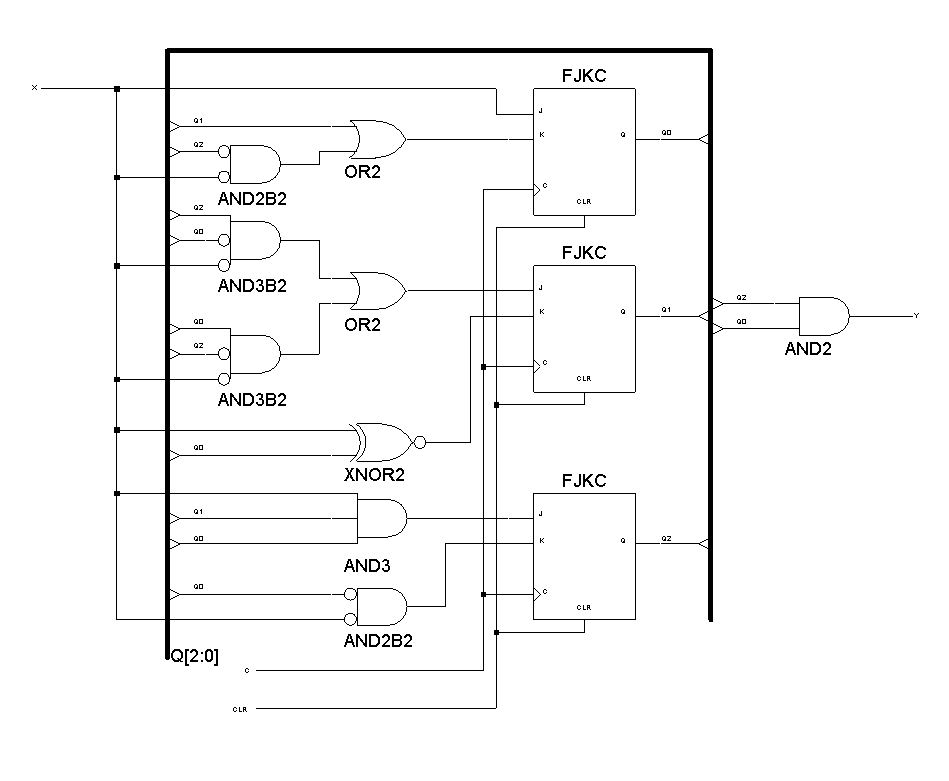 FJKC
X
J
Q1
K
Q
Q0
Q2
OR2
AND2B2
C
CLR
Q2
Q0
FJKC
AND3B2
J
Q2
OR2
K
Q
Q1
Q0
Q0
AND2
Y
Q2
C
CLR
AND3B2
Q0
XNOR2
FJKC
Q1
J
Q0
K
Q
Q2
AND3
Q0
C
CLR
AND2B2
Q[2:0]
C
CLR